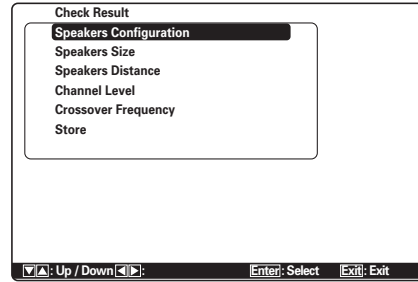 Check Result
Speakers Configuration
Speakers Size
Speakers Distance
Channel Level
Crossover Frequency
Store
▼▲: Up / Down◀▶: Enter: Select Exit: Exit